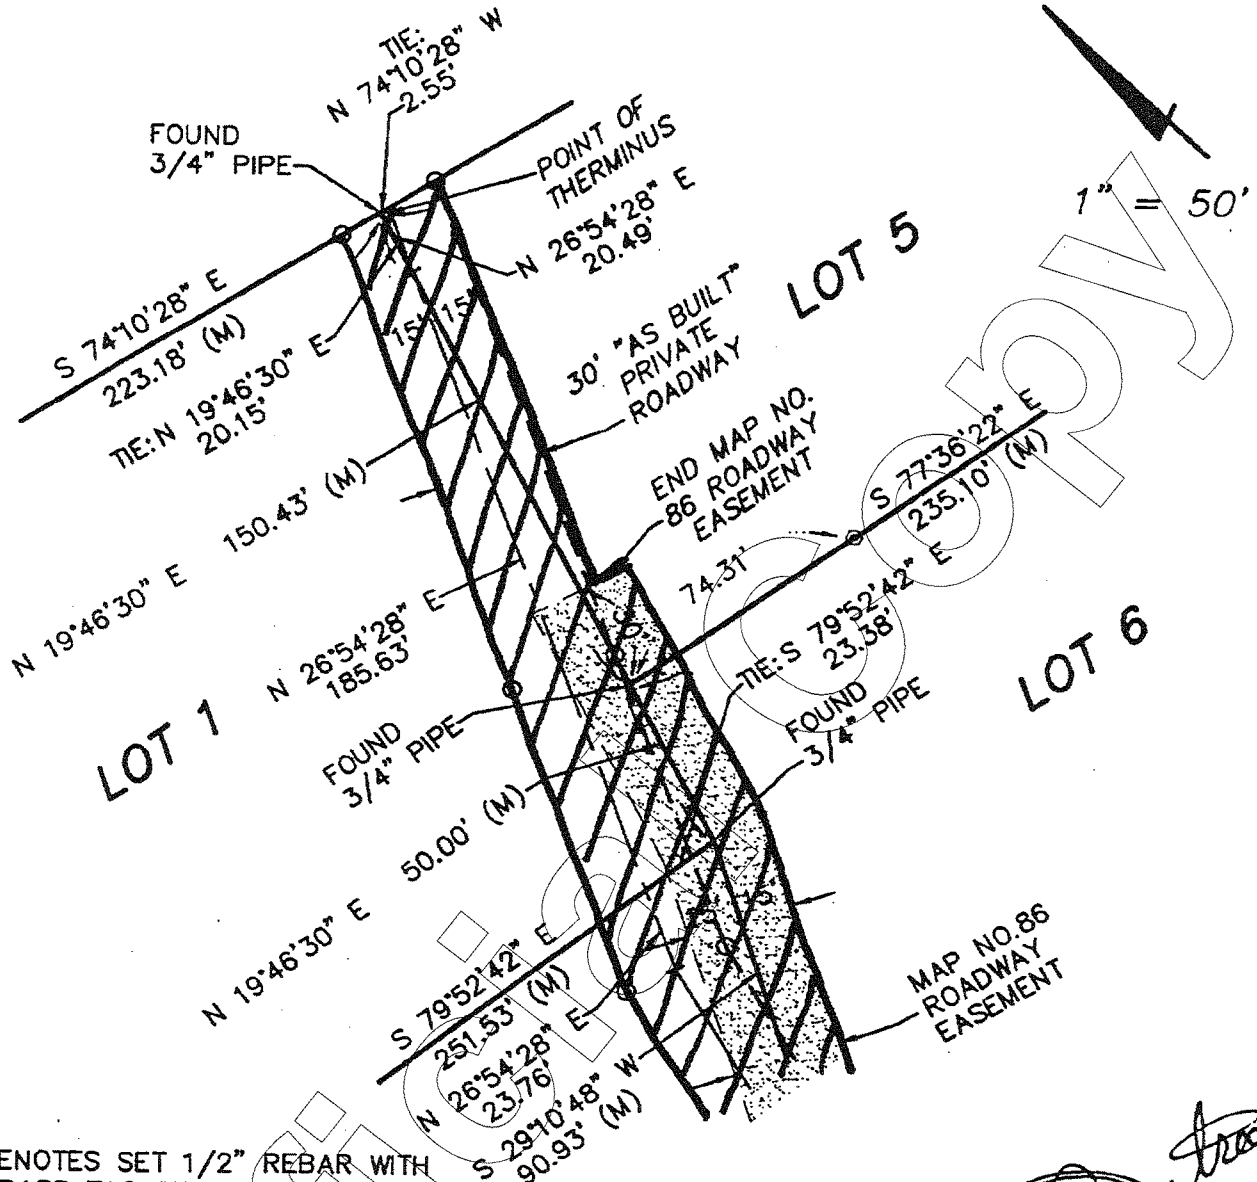 TIE:
N 74°10'28" W
2.55'
FOUND
3/4" PIPE
POINT OF
THERMINUS
N 26°54'28" E
20.49'
1" = 50'
LOT 5
S 74°10'28" E
223.18' (M)
15' 15'
30' "AS BUILT"
PRIVATE
ROADWAY
TIE: N 19°46'30" E
20.15'
END MAP NO.
86 ROADWAY
EASEMENT
S 77°36'22" E
235.10' (M)
N 19°46'30" E 150.43' (M)
74.31'
N 26°54'28" E
185.63'
TIE: S 79°52'42" E
23.38'
LOT 6
LOT 1
FOUND
3/4" PIPE
FOUND
3/4" PIPE
N 19°46'30" E 50.00' (M)
S 79°52'42" E
251.53' (M)
MAP NO.86
ROADWAY
EASEMENT
N 26°54'28" E
23.76'
S 29°10'48" W
90.93' (M)
ENOTES SET 1/2" REBAR WITH
Copy